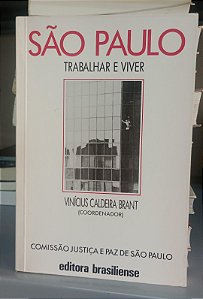 SÃO PAULO
TRABALHAR E VIVER
VINÍCIUS CALDEIRA BRANT
(COORDENADOR)
COMISSÃO JUSTIÇA E PAZ DE SÃO PAULO
editora brasiliense